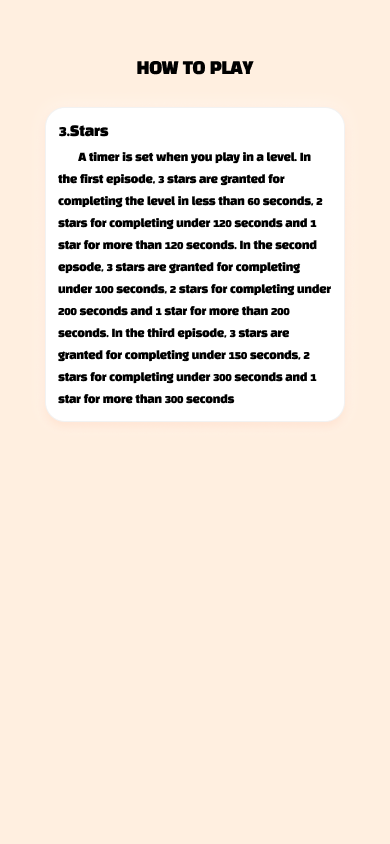 HOW TO PLAY
3.Stars
A timer is set when you play in a level. In
the first episode, 3 stars are granted for
completing the level in less than 60 seconds, 2
stars for completing under 120 seconds and 1
star for more than 120 seconds. In the second
epsode, 3 stars are granted for completing
under 100 seconds, 2 stars for completing under
200 seconds and 1 star for more than 200
seconds. In the third episode, 3 stars are
granted for completing under 150 seconds, 2
stars for completing under 300 seconds and 1
star for more than 300 seconds